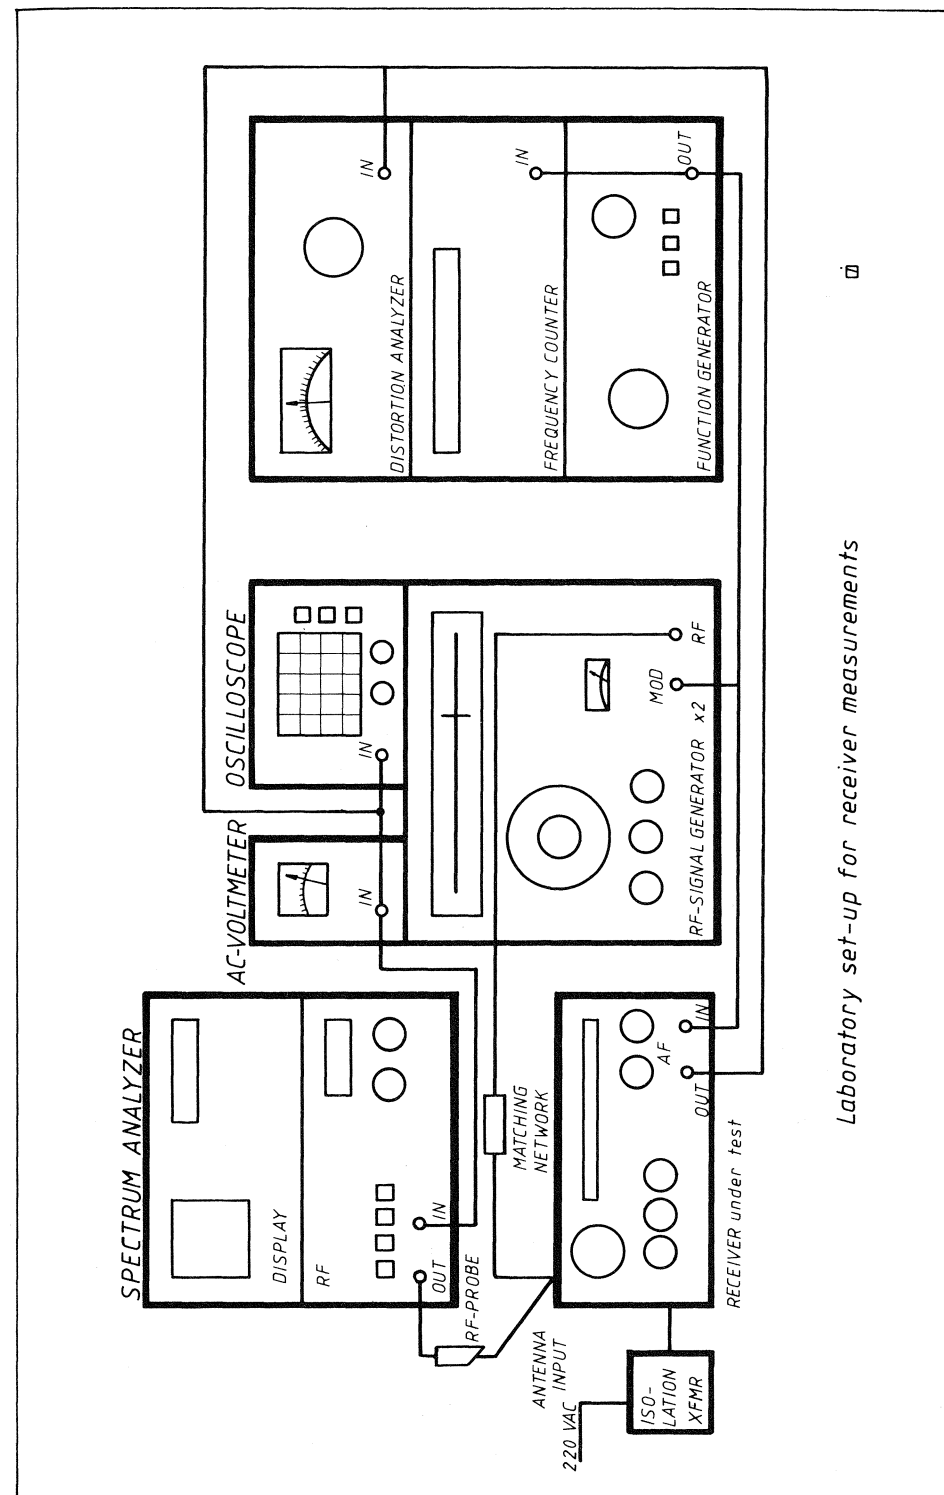 SPECTRUM ANALYZER
DISPLAY
RF
OUT
IN
RF-PROBE
AC-VOLTMETER
IN
OSCILLOSCOPE
IN
RF-SIGNAL GENERATOR x2
MOD
RF
DISTORTION ANALYZER
IN
FREQUENCY COUNTER
IN
FUNCTION GENERATOR
OUT
MATCHING
NETWORK
ANTENNA
INPUT
220 VAC
ISO-
LATION
XFMR
RECEIVER under test
OUT
AF
IN
Laboratory set-up for receiver measurements